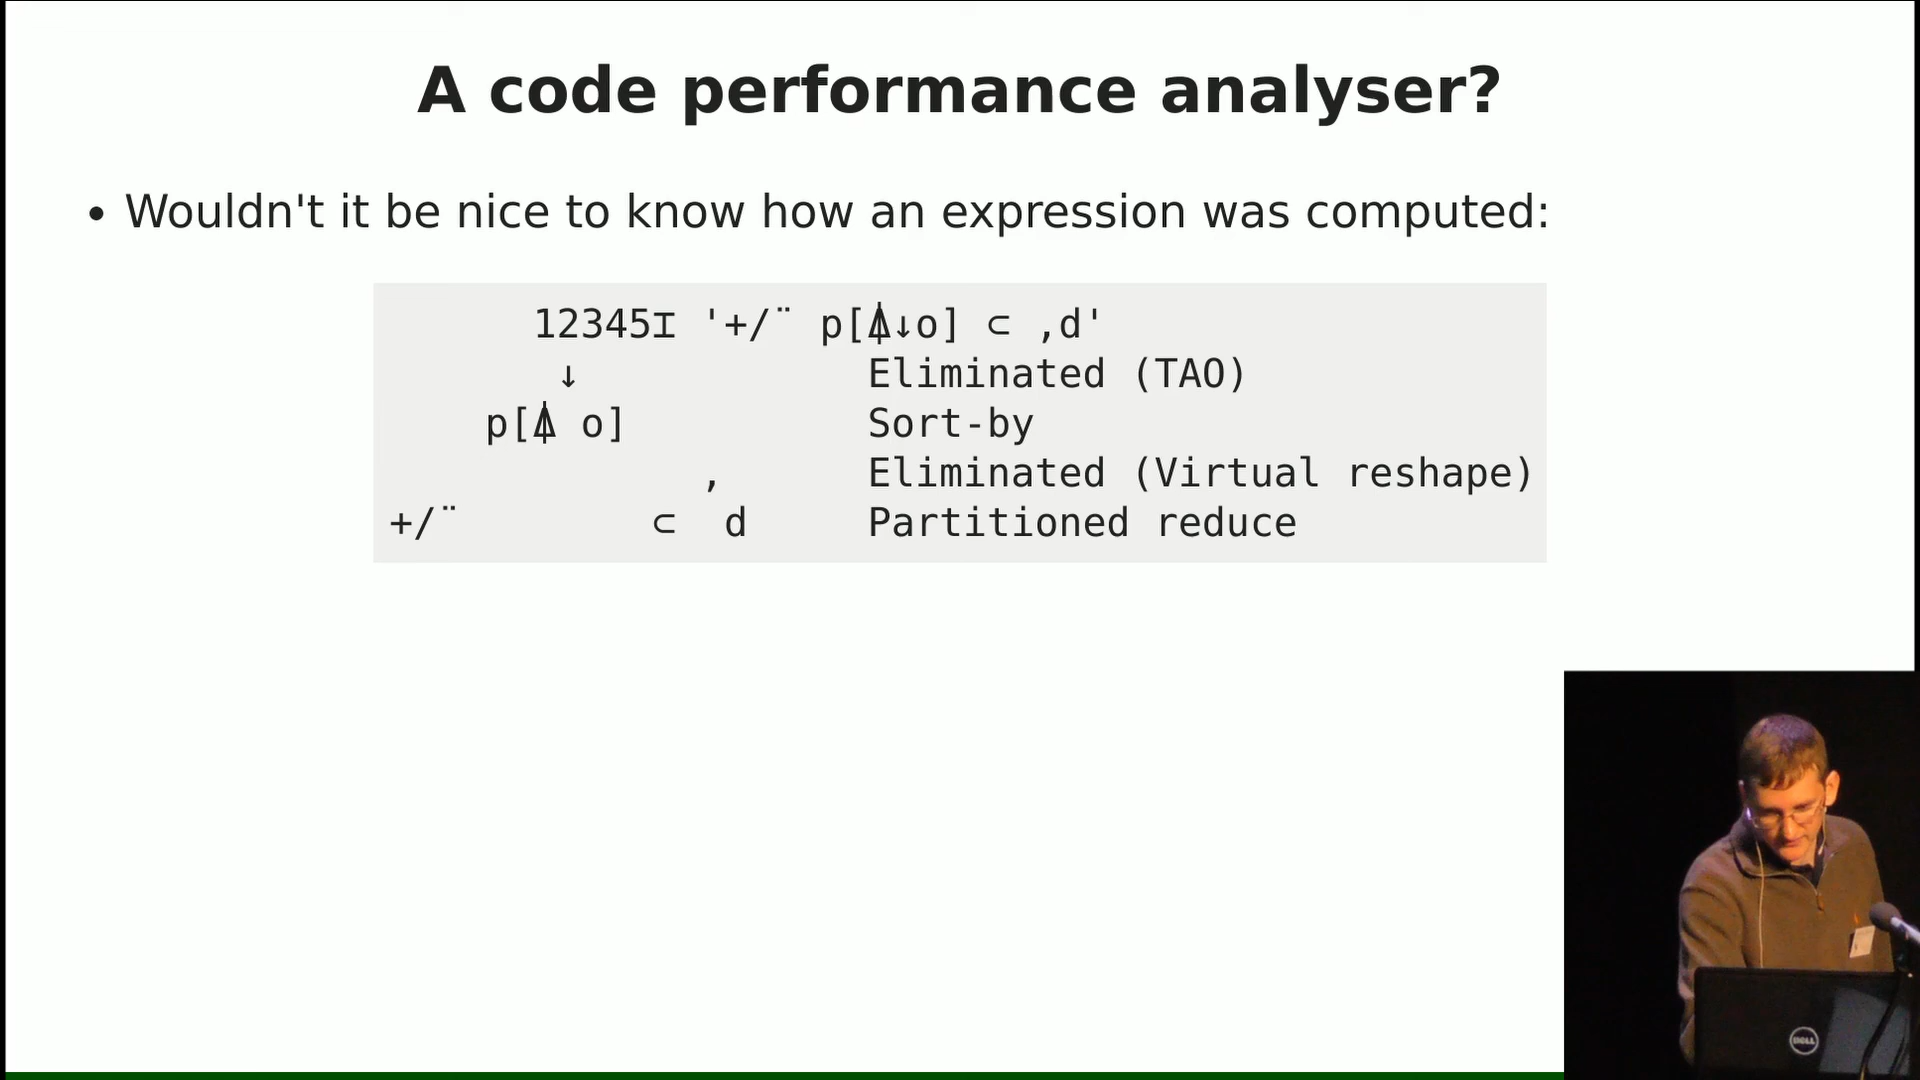 A code performance analyser?
• Wouldn't it be nice to know how an expression was computed:
      12345⌶ '+/¨ p[⍋↓o] ⊂ ,d'
       ↓            Eliminated (TAO)
    p[⍋ o]          Sort-by
             ,      Eliminated (Virtual reshape)
+/¨        ⊂  d     Partitioned reduce
DELL